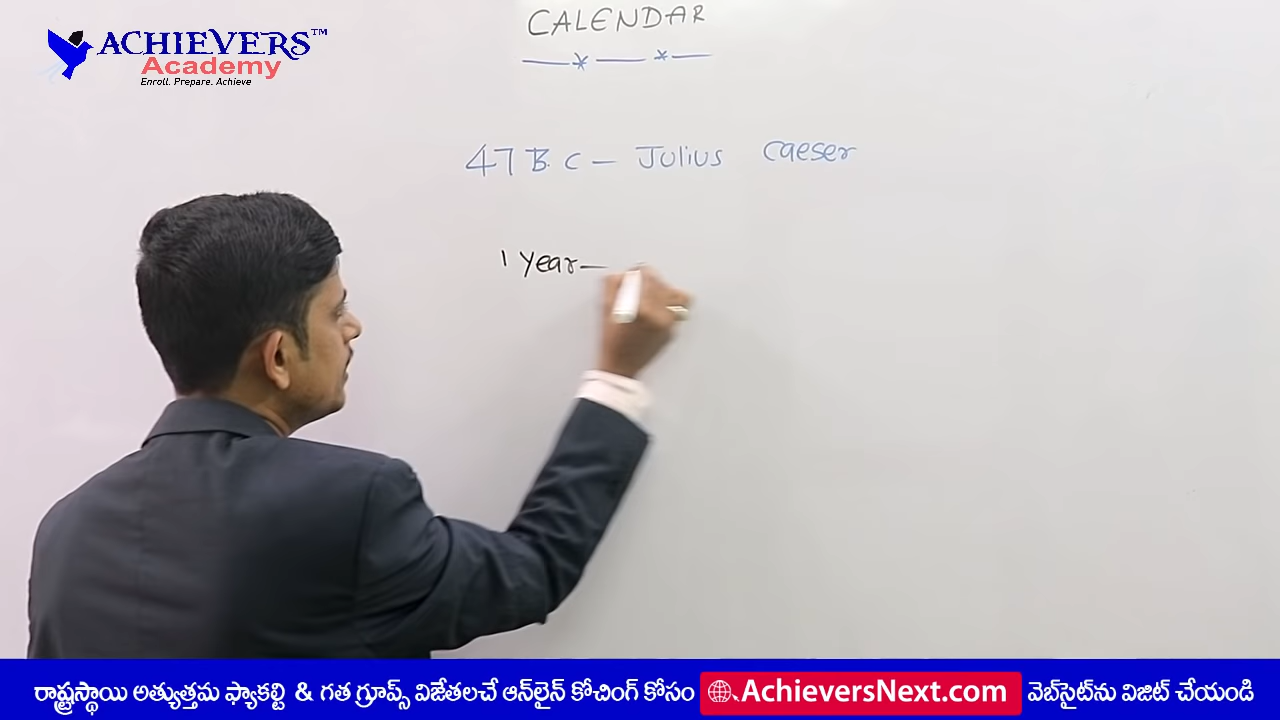 ACHIEVERS™
Academy
Enroll. Prepare. Achieve
CALENDAR
47 B.C – Julius Caeser
1 Year –
రాష్ట్రస్థాయి అత్యుత్తమ ఫ్యాకల్టీ & గత గ్రూప్స్ విజేతలచే ఆన్‌లైన్ కోచింగ్ కోసం AchieversNext.com వెబ్‌సైట్‌ను విజిట్ చేయండి